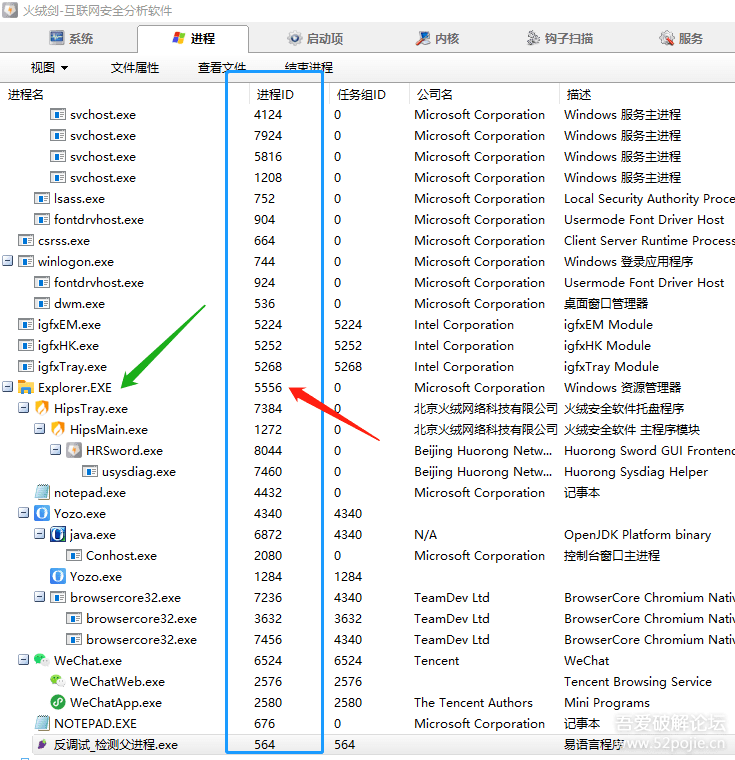 火绒剑-互联网安全分析软件
系统 进程 启动项 内核 钩子扫描 服务
视图 文件属性 查看文件 结束进程
进程名 进程ID 任务组ID 公司名 描述
svchost.exe 4124 0 Microsoft Corporation Windows 服务主进程
svchost.exe 7924 0 Microsoft Corporation Windows 服务主进程
svchost.exe 5816 0 Microsoft Corporation Windows 服务主进程
svchost.exe 1208 0 Microsoft Corporation Windows 服务主进程
lsass.exe 752 0 Microsoft Corporation Local Security Authority Proce
fontdrvhost.exe 904 0 Microsoft Corporation Usermode Font Driver Host
csrss.exe 664 0 Microsoft Corporation Client Server Runtime Process
winlogon.exe 744 0 Microsoft Corporation Windows 登录应用程序
fontdrvhost.exe 924 0 Microsoft Corporation Usermode Font Driver Host
dwm.exe 536 0 Microsoft Corporation 桌面窗口管理器
igfxEM.exe 5224 5224 Intel Corporation igfxEM Module
igfxHK.exe 5252 5252 Intel Corporation igfxHK Module
igfxTray.exe 5268 5268 Intel Corporation igfxTray Module
Explorer.EXE 5556 0 Microsoft Corporation Windows 资源管理器
HipsTray.exe 7384 0 北京火绒网络科技有限公司 火绒安全软件托盘程序
HipsMain.exe 1272 0 北京火绒网络科技有限公司 火绒安全软件 主程序模块
HRSword.exe 8044 0 Beijing Huorong Netw... Huorong Sword GUI Frontend
usysdiag.exe 7460 0 Beijing Huorong Netw... Huorong Sysdiag Helper
notepad.exe 4432 0 Microsoft Corporation 记事本
Yozo.exe 4340 4340
java.exe 6872 4340 N/A OpenJDK Platform binary
Conhost.exe 2080 0 Microsoft Corporation 控制台窗口主进程
Yozo.exe 1284 1284
browsercore32.exe 7236 4340 TeamDev Ltd BrowserCore Chromium Nativ
browsercore32.exe 3632 3632 TeamDev Ltd BrowserCore Chromium Nativ
browsercore32.exe 7456 4340 TeamDev Ltd BrowserCore Chromium Nativ
WeChat.exe 6524 6524 Tencent WeChat
WeChatWeb.exe 2576 2576 Tencent Browsing Service
WeChatApp.exe 2580 2580 The Tencent Authors Mini Programs
NOTEPAD.EXE 676 0 Microsoft Corporation 记事本
反调试_检测父进程.exe 564 564 易语言程序
吾爱破解论坛
www.52pojie.cn